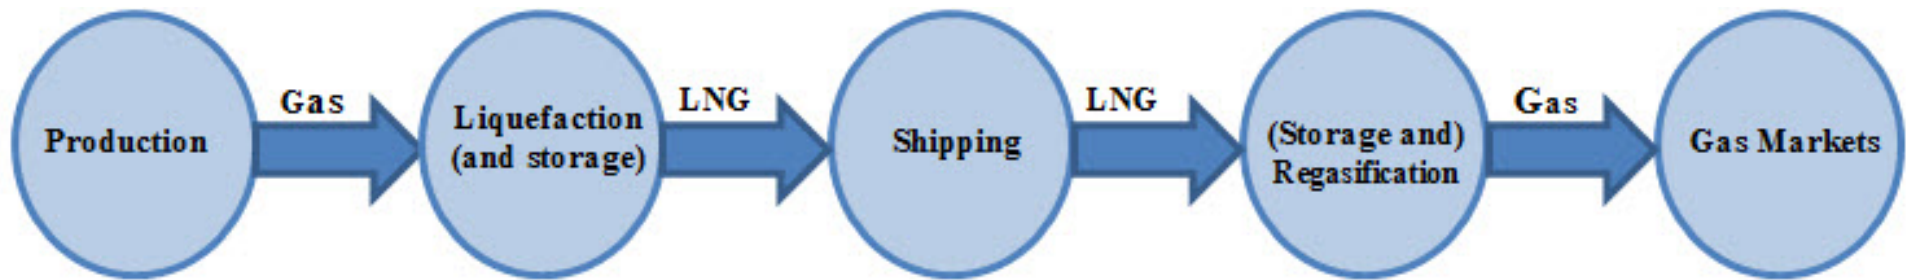 Production
Gas
Liquefaction
(and storage)
LNG
Shipping
LNG
(Storage and)
Regasification
Gas
Gas Markets